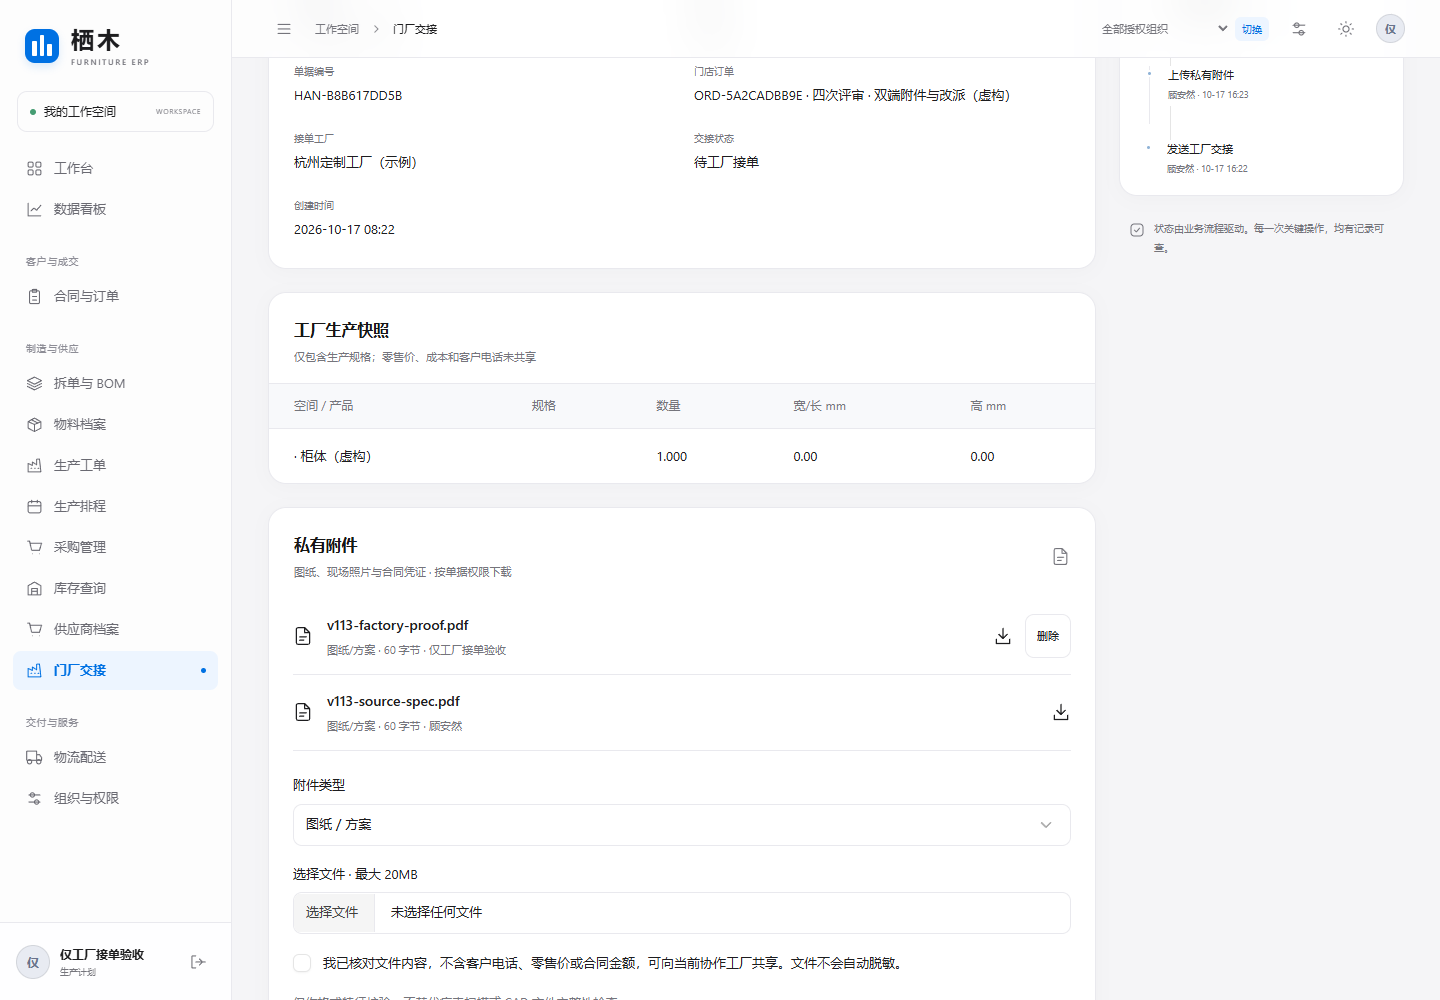 栖木
FURNITURE ERP
我的工作空间
WORKSPACE
工作台
数据看板
客户与成交
合同与订单
制造与供应
拆单与 BOM
物料档案
生产工单
生产排程
采购管理
库存查询
供应商档案
门厂交接
交付与服务
物流配送
组织与权限
仅
仅工厂接单验收
生产计划
工作空间
门厂交接
全部授权组织
切换
仅
单据编号
HAN-B8B617DD5B
门店订单
ORD-5A2CADBB9E · 四次评审 · 双端附件与改派（虚构）
接单工厂
杭州定制工厂（示例）
交接状态
待工厂接单
创建时间
2026-10-17 08:22
上传私有附件
顾安然 · 10-17 16:23
发送工厂交接
顾安然 · 10-17 16:22
状态由业务流程驱动。每一次关键操作，均有记录可
查。
工厂生产快照
仅包含生产规格；零售价、成本和客户电话未共享
空间 / 产品 规格 数量 宽/长 mm 高 mm
· 柜体（虚构） 1.000 0.00 0.00
私有附件
图纸、现场照片与合同凭证 · 按单据权限下载
v113-factory-proof.pdf
图纸/方案 · 60 字节 · 仅工厂接单验收
删除
v113-source-spec.pdf
图纸/方案 · 60 字节 · 顾安然
附件类型
图纸 / 方案
选择文件 · 最大 20MB
选择文件 未选择任何文件
我已核对文件内容，不含客户电话、零售价或合同金额，可向当前协作工厂共享。文件不会自动脱敏。